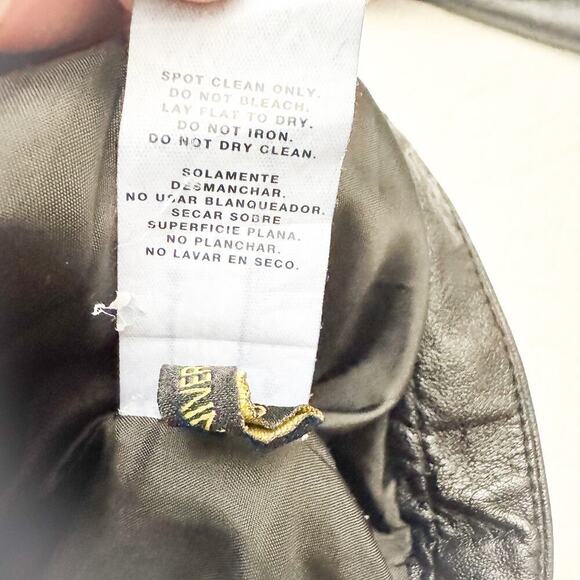 SPOT CLEAN ONLY.
DO NOT BLEACH.
LAY FLAT TO DRY.
DO NOT IRON.
DO NOT DRY CLEAN.
SOLAMENTE
DESMANCHAR.
NO USAR BLANQUEADOR.
SECAR SOBRE
SUPERFICIE PLANA.
NO PLANCHAR.
NO LAVAR EN SECO.